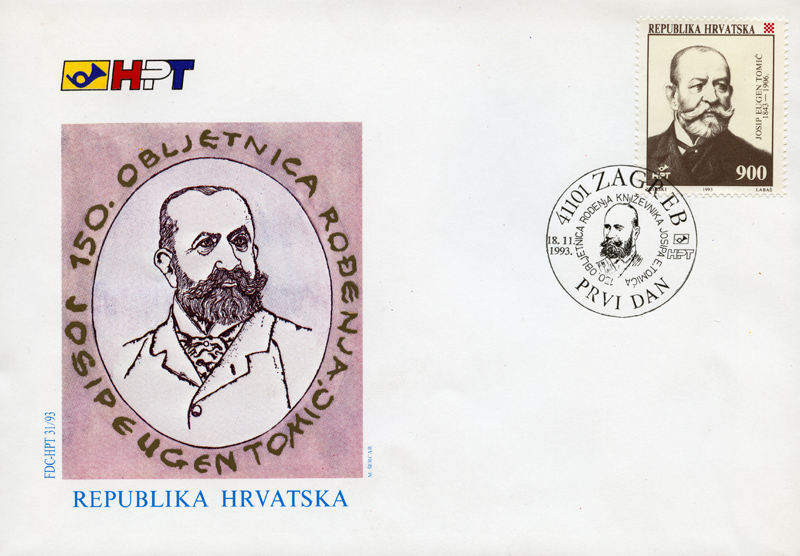 HPT
REPUBLIKA HRVATSKA
JOSIP EUGEN TOMIĆ
1843 — 1906.
HPT
900
1993
LABAŠ
41101 ZAGREB
18. 11. 1993.
150 OBLJETNICA ROĐENJA KNJIŽEVNIKA JOSIPA E. TOMIĆA
HPT
PRVI DAN
150. OBLJETNICA ROĐENJA.
JOSIP EUGEN TOMIĆ
FDC-HPT 31/93
REPUBLIKA HRVATSKA